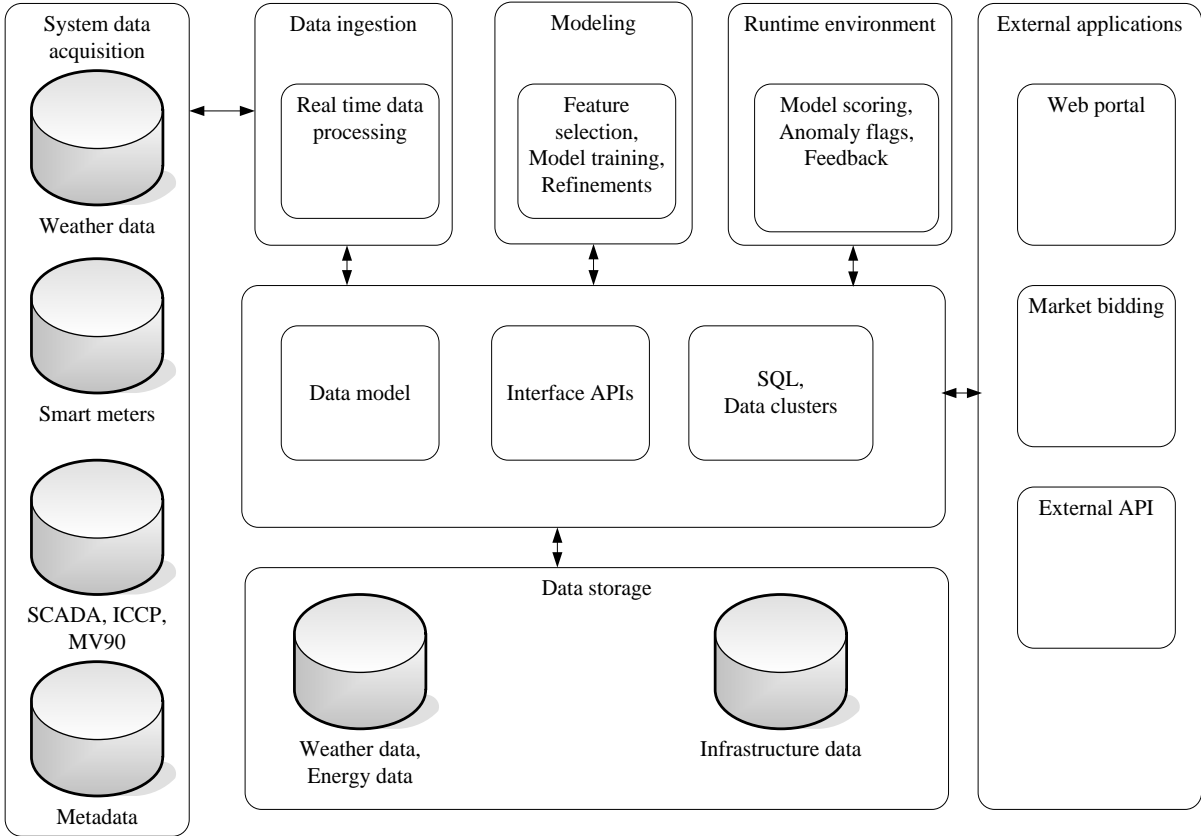 System data
acquisition
Weather data
Smart meters
SCADA, ICCP,
MV90
Metadata
Data ingestion
Real time data
processing
Modeling
Feature
selection,
Model training,
Refinements
Runtime environment
Model scoring,
Anomaly flags,
Feedback
Data model
Interface APIs
SQL,
Data clusters
Data storage
Weather data,
Energy data
Infrastructure data
External applications
Web portal
Market bidding
External API